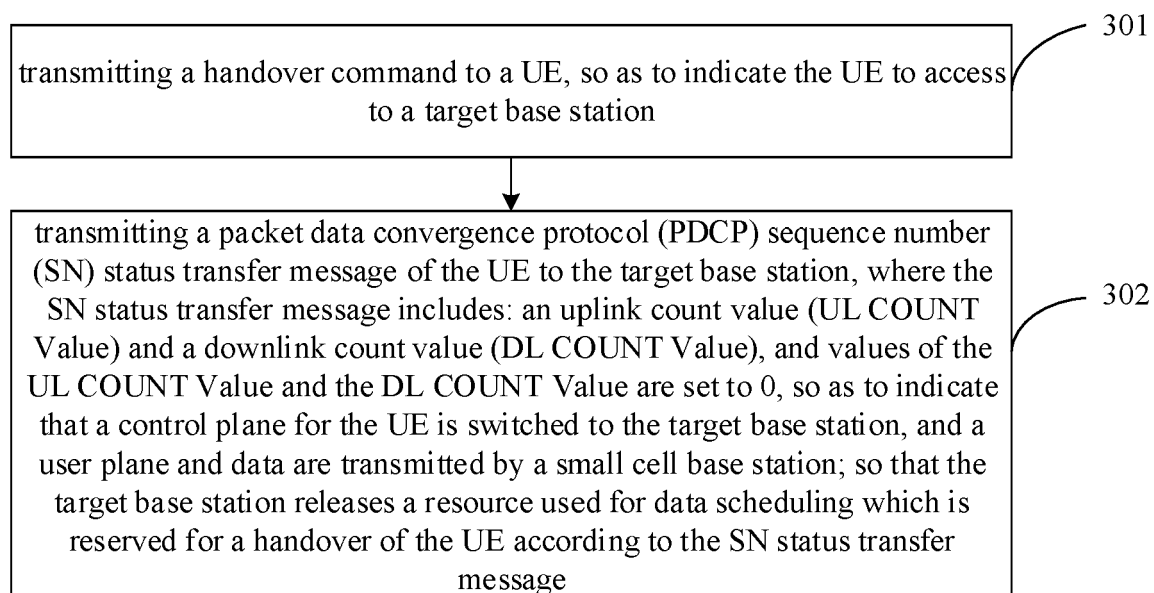 301
transmitting a handover command to a UE, so as to indicate the UE to access
to a target base station
transmitting a packet data convergence protocol (PDCP) sequence number
(SN) status transfer message of the UE to the target base station, where the
SN status transfer message includes: an uplink count value (UL COUNT
Value) and a downlink count value (DL COUNT Value), and values of the
UL COUNT Value and the DL COUNT Value are set to 0, so as to indicate
that a control plane for the UE is switched to the target base station, and a
user plane and data are transmitted by a small cell base station; so that the
target base station releases a resource used for data scheduling which is
reserved for a handover of the UE according to the SN status transfer
message
302